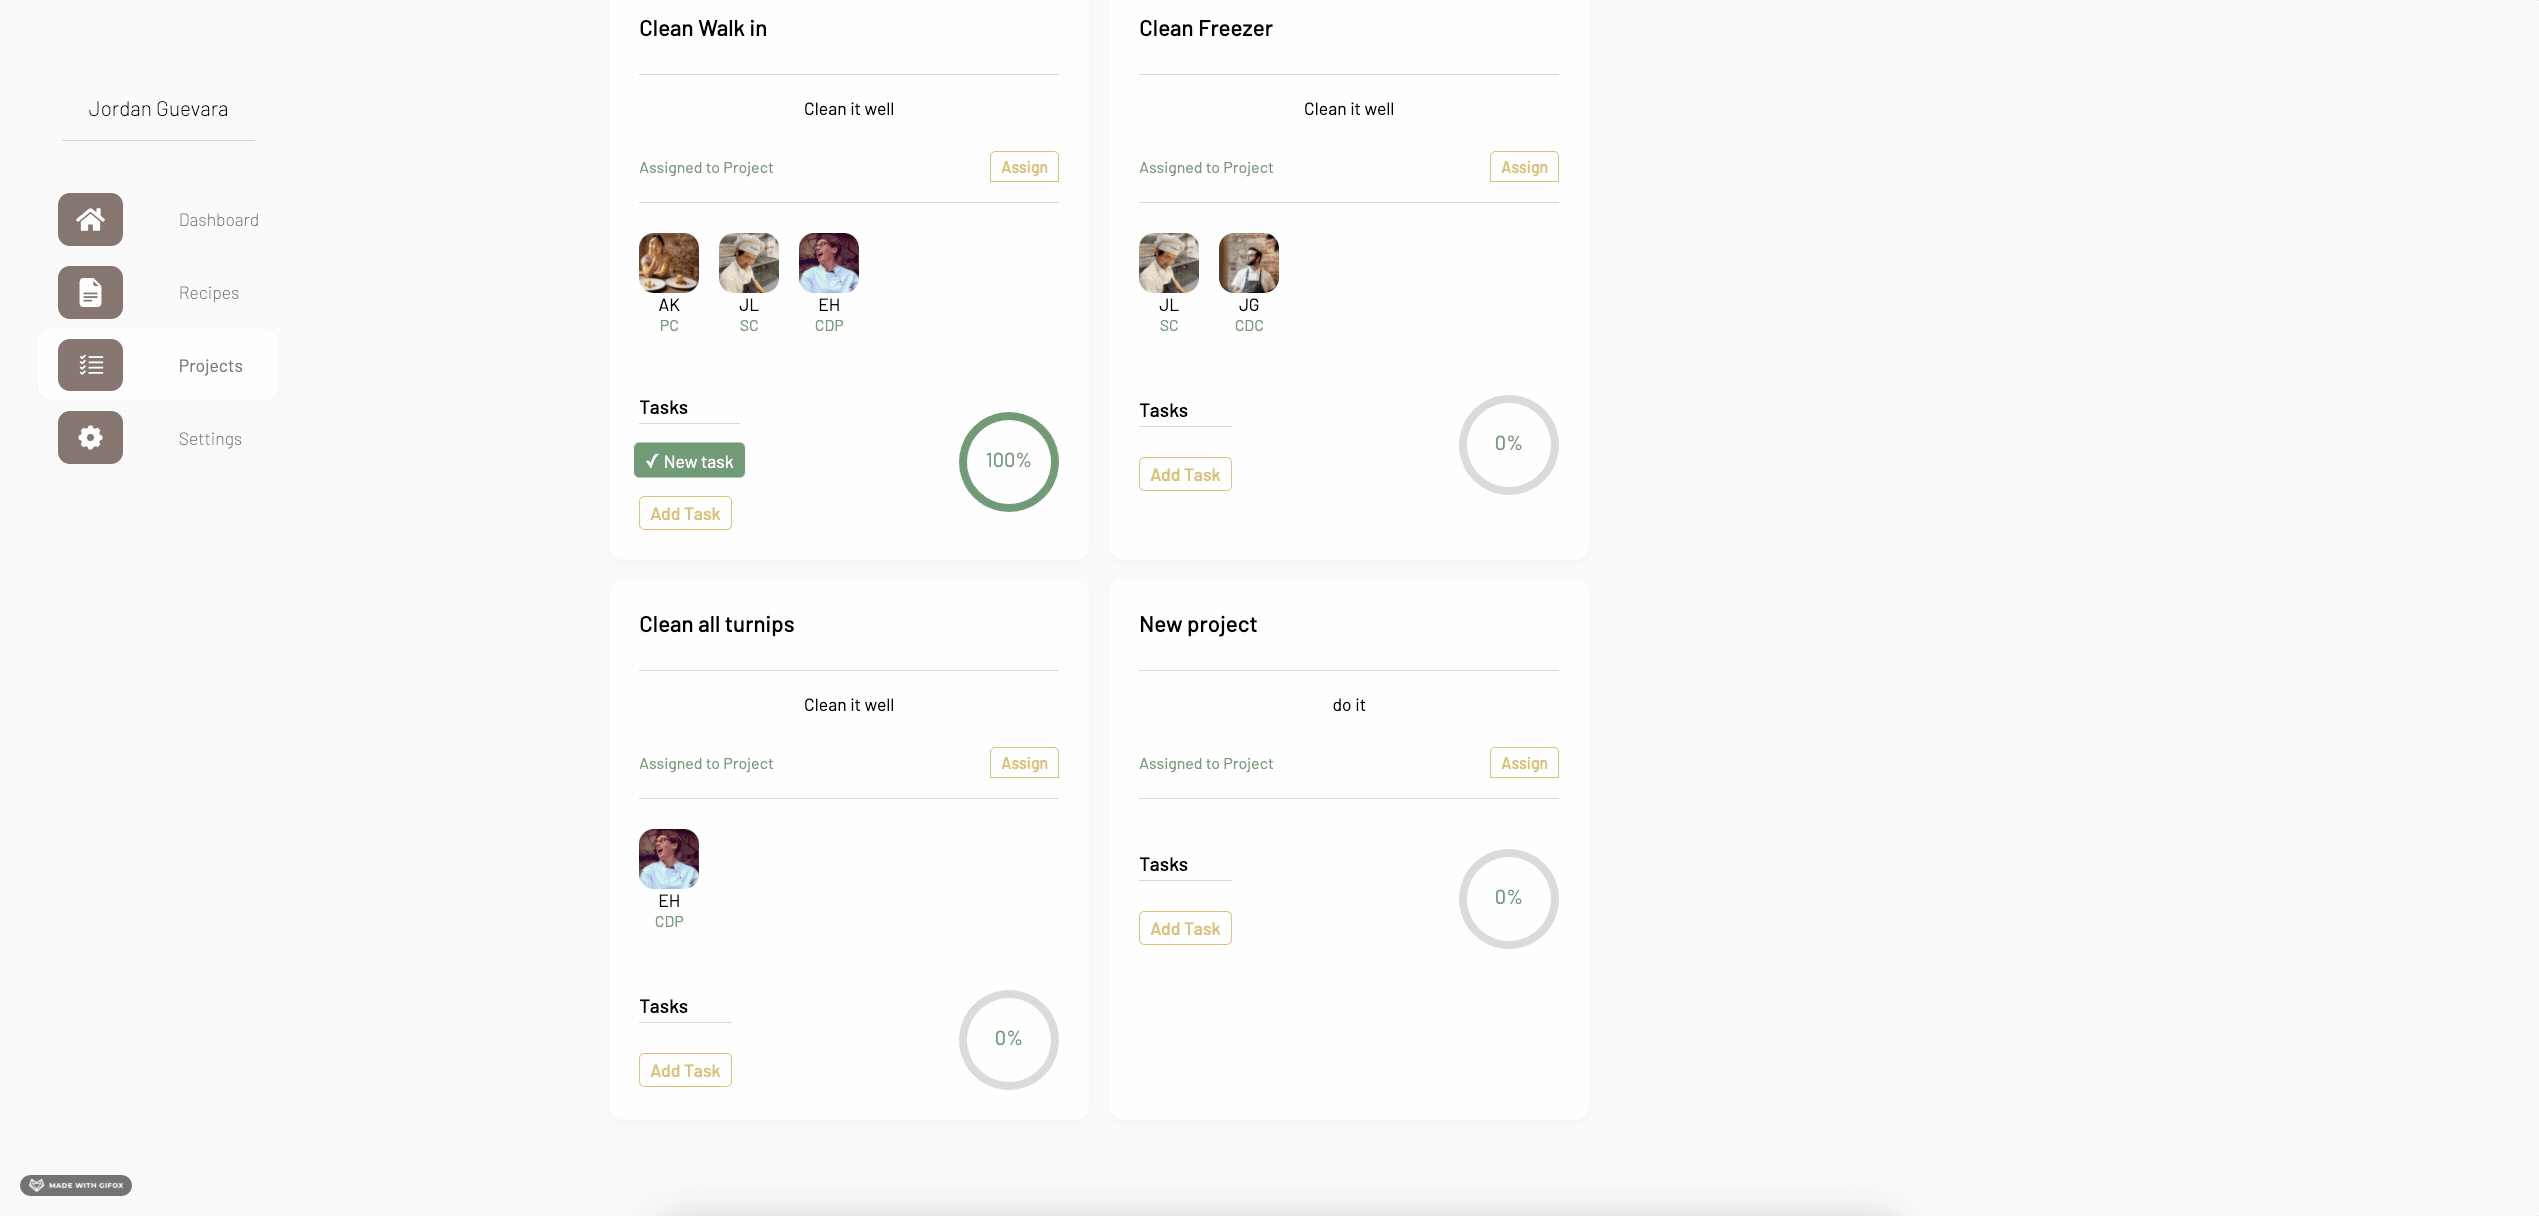 Jordan Guevara
Dashboard
Recipes
Projects
Settings
Clean Walk in
Clean it well
Assigned to Project
Assign
AK
PC
JL
SC
EH
CDP
Tasks
✓ New task
Add Task
100%
Clean Freezer
Clean it well
Assigned to Project
Assign
JL
SC
JG
CDC
Tasks
Add Task
0%
Clean all turnips
Clean it well
Assigned to Project
Assign
EH
CDP
Tasks
Add Task
0%
New project
do it
Assigned to Project
Assign
Tasks
Add Task
0%
MADE WITH GIFOX